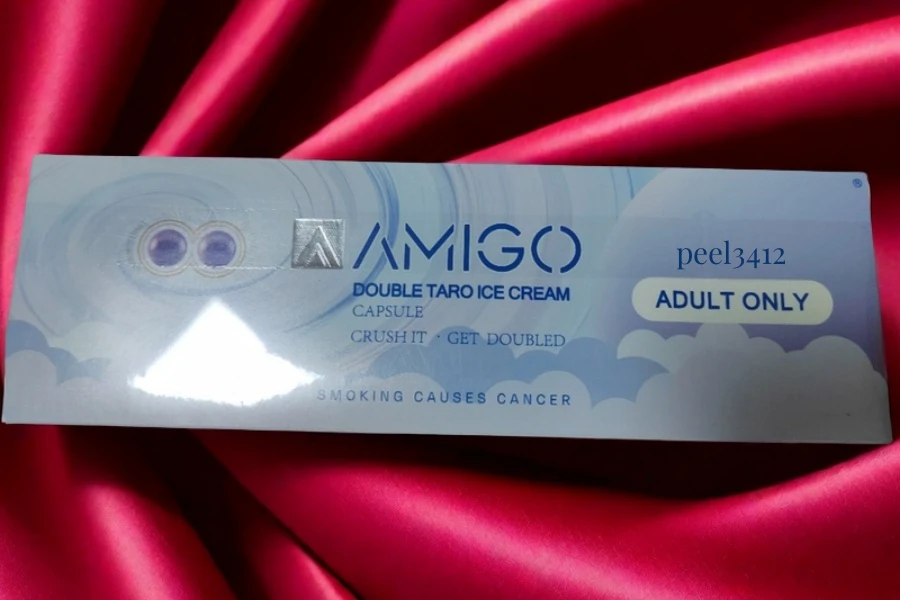 ®
AMIGO
peel3412
DOUBLE TARO ICE CREAM
ADULT ONLY
CAPSULE
CRUSH IT · GET DOUBLED
SMOKING CAUSES CANCER